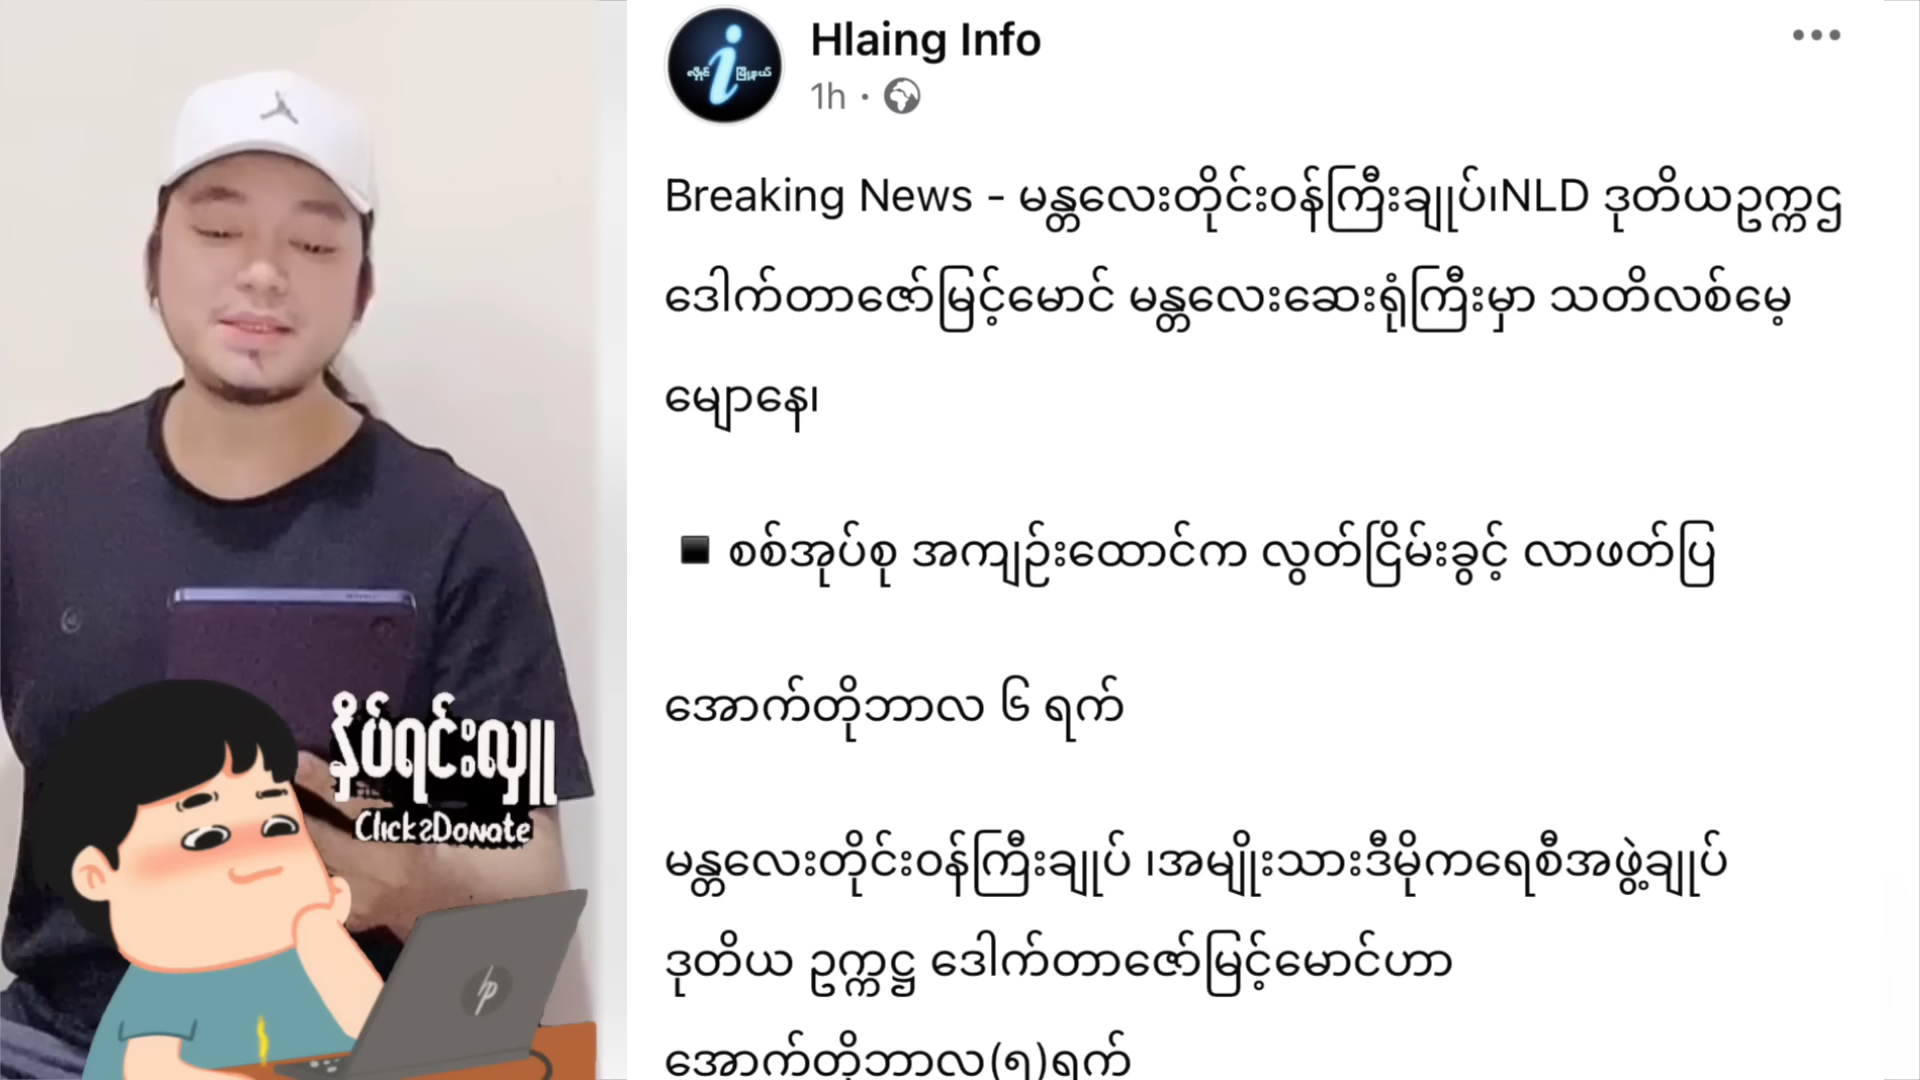 Hlaing Info
1h
လှိုင် i မြို့နယ်
Breaking News - မန္တလေးတိုင်းဝန်ကြီးချုပ်၊NLD ဒုတိယဥက္ကဌ
ဒေါက်တာဇော်မြင့်မောင် မန္တလေးဆေးရုံကြီးမှာ သတိလစ်မေ့
မျောနေ၊
စစ်အုပ်စု အကျဉ်းထောင်က လွတ်ငြိမ်းခွင့် လာဖတ်ပြ
အောက်တိုဘာလ ၆ ရက်
မန္တလေးတိုင်းဝန်ကြီးချုပ် ၊အမျိုးသားဒီမိုကရေစီအဖွဲ့ချုပ်
ဒုတိယ ဥက္ကဋ္ဌ ဒေါက်တာဇော်မြင့်မောင်ဟာ
အောက်တိုဘာလ(၅)ရက်
နှိပ်ရင်းလှူ
Click2Donate
hp